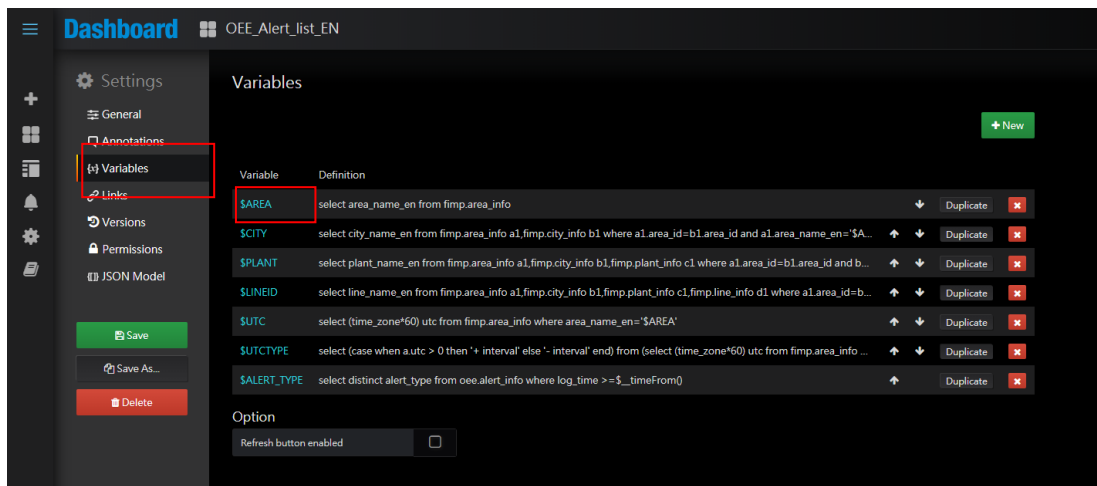 Dashboard OEE_Alert_list_EN
Settings
General
Annotations
{x} Variables
Links
Versions
Permissions
JSON Model
Save
Save As...
Delete
Variables
+ New
Variable Definition
$AREA select area_name_en from fimp.area_info Duplicate
$CITY select city_name_en from fimp.area_info a1,fimp.city_info b1 where a1.area_id=b1.area_id and a1.area_name_en='$A... Duplicate
$PLANT select plant_name_en from fimp.area_info a1,fimp.city_info b1,fimp.plant_info c1 where a1.area_id=b1.area_id and b... Duplicate
$LINEID select line_name_en from fimp.area_info a1,fimp.city_info b1,fimp.plant_info c1,fimp.line_info d1 where a1.area_id=b... Duplicate
$UTC select (time_zone*60) utc from fimp.area_info where area_name_en='$AREA' Duplicate
$UTCTYPE select (case when a.utc > 0 then '+ interval' else '- interval' end) from (select (time_zone*60) utc from fimp.area_info ... Duplicate
$ALERT_TYPE select distinct alert_type from oee.alert_info where log_time >=$__timeFrom() Duplicate
Option
Refresh button enabled